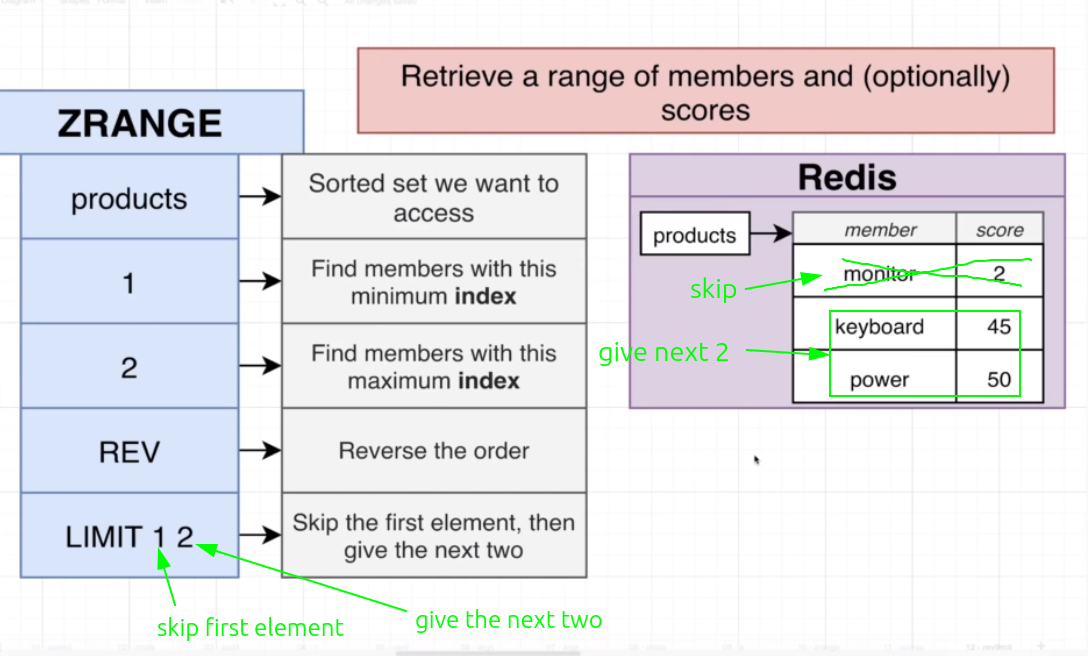 Retrieve a range of members and (optionally)
scores
ZRANGE
products
Sorted set we want to
access
1
Find members with this
minimum index
2
Find members with this
maximum index
REV
Reverse the order
LIMIT 1 2
Skip the first element, then
give the next two
skip first element
give the next two
Redis
products
member score
monitor 2
keyboard 45
power 50
skip
give next 2